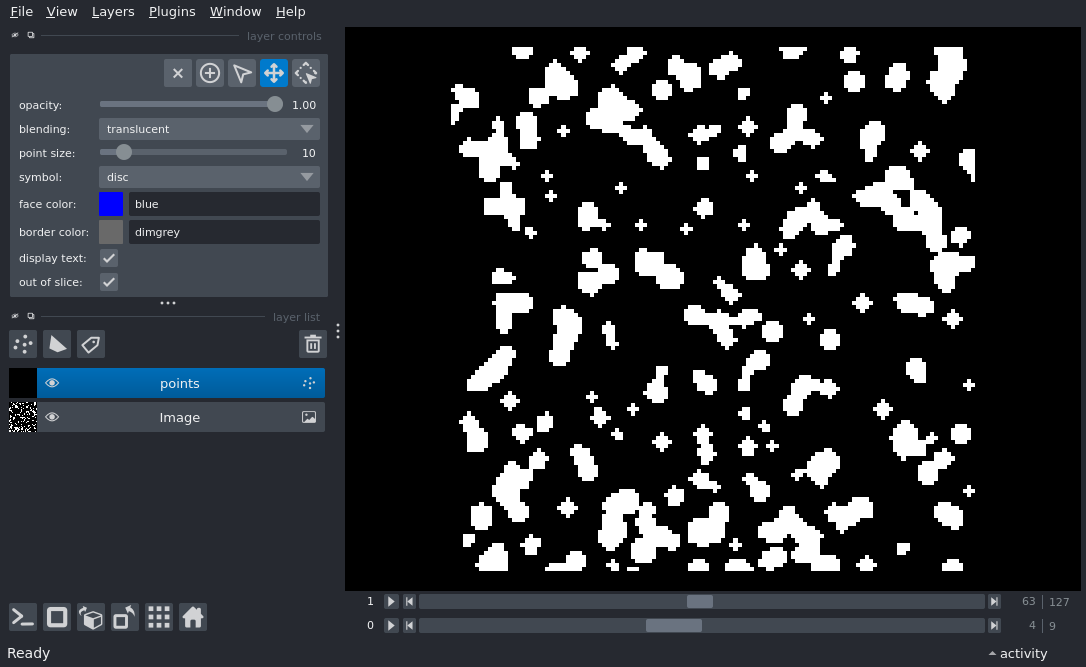 File View Layers Plugins Window Help
layer controls
opacity: 1.00
blending: translucent
point size: 10
symbol: disc
face color: blue
border color: dimgrey
display text:
out of slice:
layer list
points
Image
1 63 127
0 4 9
Ready activity